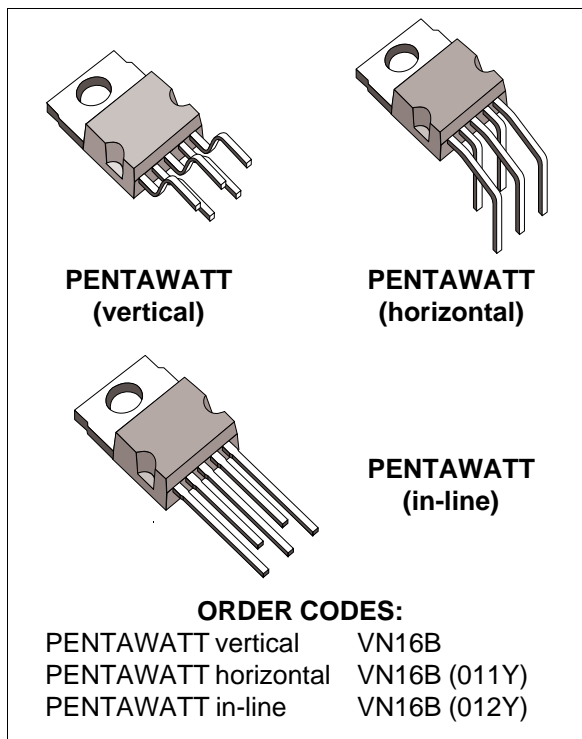 PENTAWATT
(vertical)
PENTAWATT
(horizontal)
PENTAWATT
(in-line)
ORDER CODES:
PENTAWATT vertical VN16B
PENTAWATT horizontal VN16B (011Y)
PENTAWATT in-line VN16B (012Y)